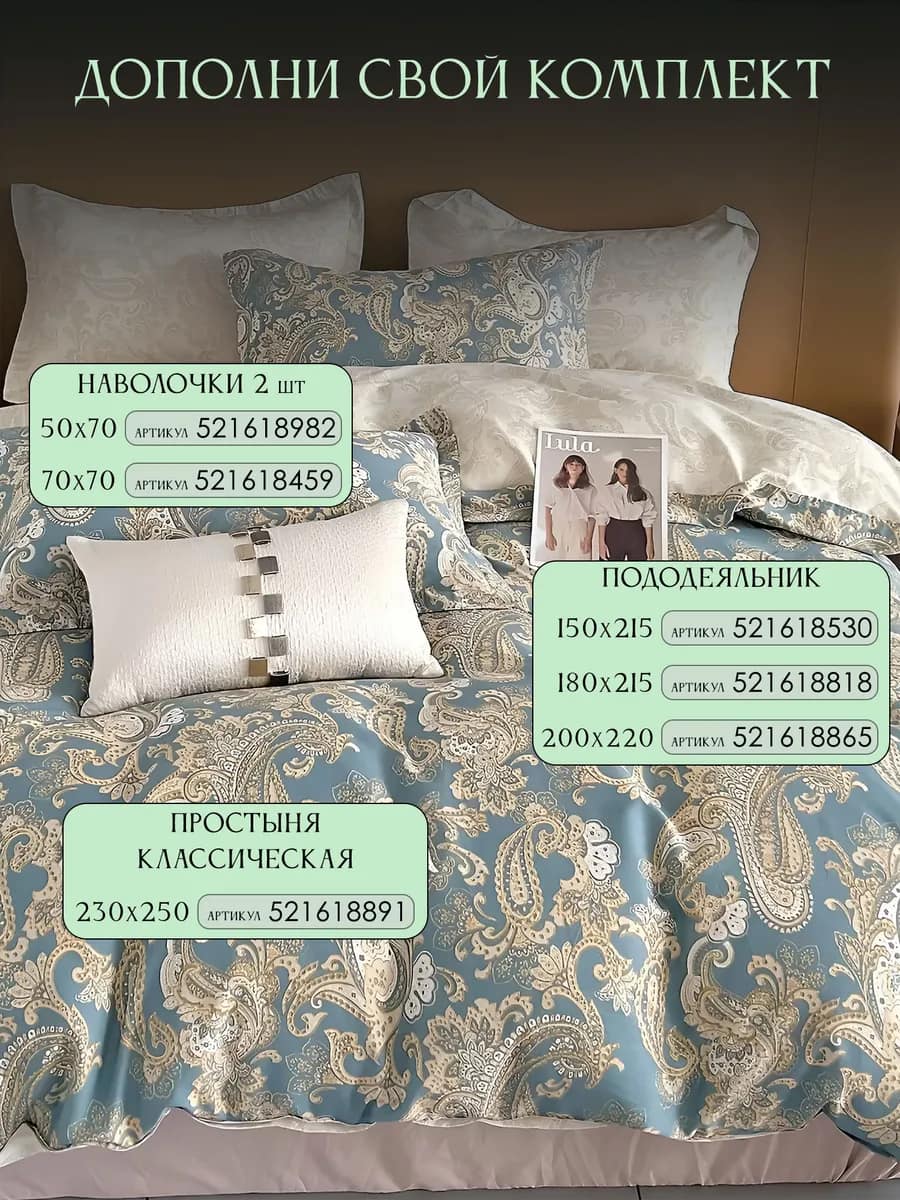 ДОПОЛНИ СВОЙ КОМПЛЕКТ
НАВОЛОЧКИ 2 шт
50х70 АРТИКУЛ 521618982
70х70 АРТИКУЛ 521618459
Lula
ПОДОДЕЯЛЬНИК
150х215 АРТИКУЛ 521618530
180х215 АРТИКУЛ 521618818
200х220 АРТИКУЛ 521618865
ПРОСТЫНЯ
КЛАССИЧЕСКАЯ
230х250 АРТИКУЛ 521618891